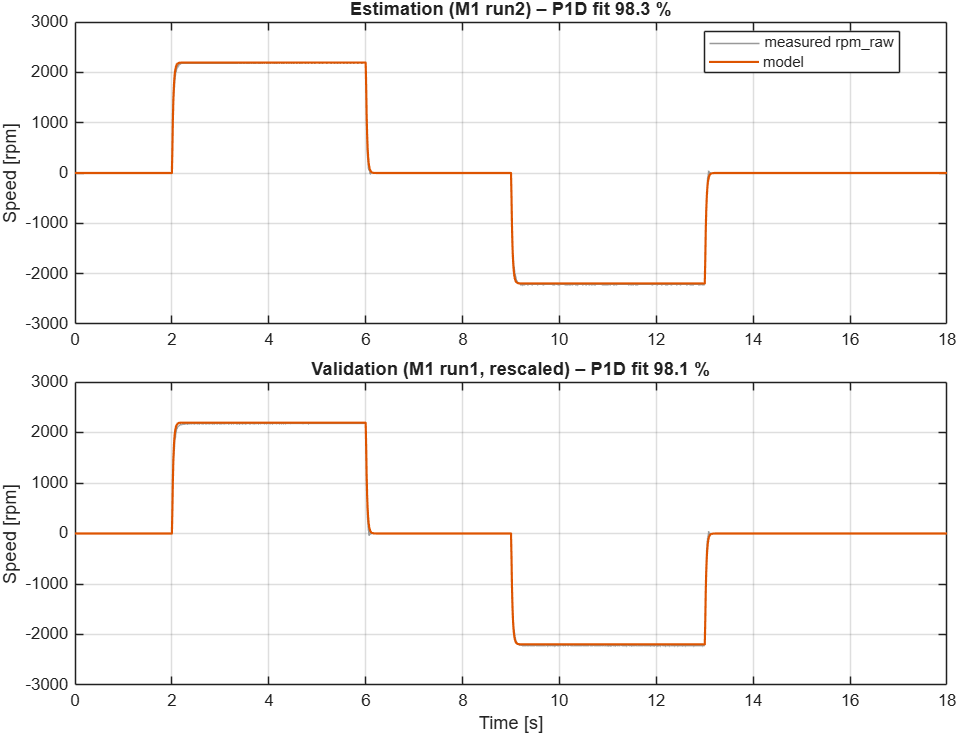 Estimation (M1 run2) – P1D fit 98.3 %
measured rpm_raw
model
3000
2000
1000
0
-1000
-2000
-3000
Speed [rpm]
0 2 4 6 8 10 12 14 16 18
Validation (M1 run1, rescaled) – P1D fit 98.1 %
3000
2000
1000
0
-1000
-2000
-3000
Speed [rpm]
0 2 4 6 8 10 12 14 16 18
Time [s]